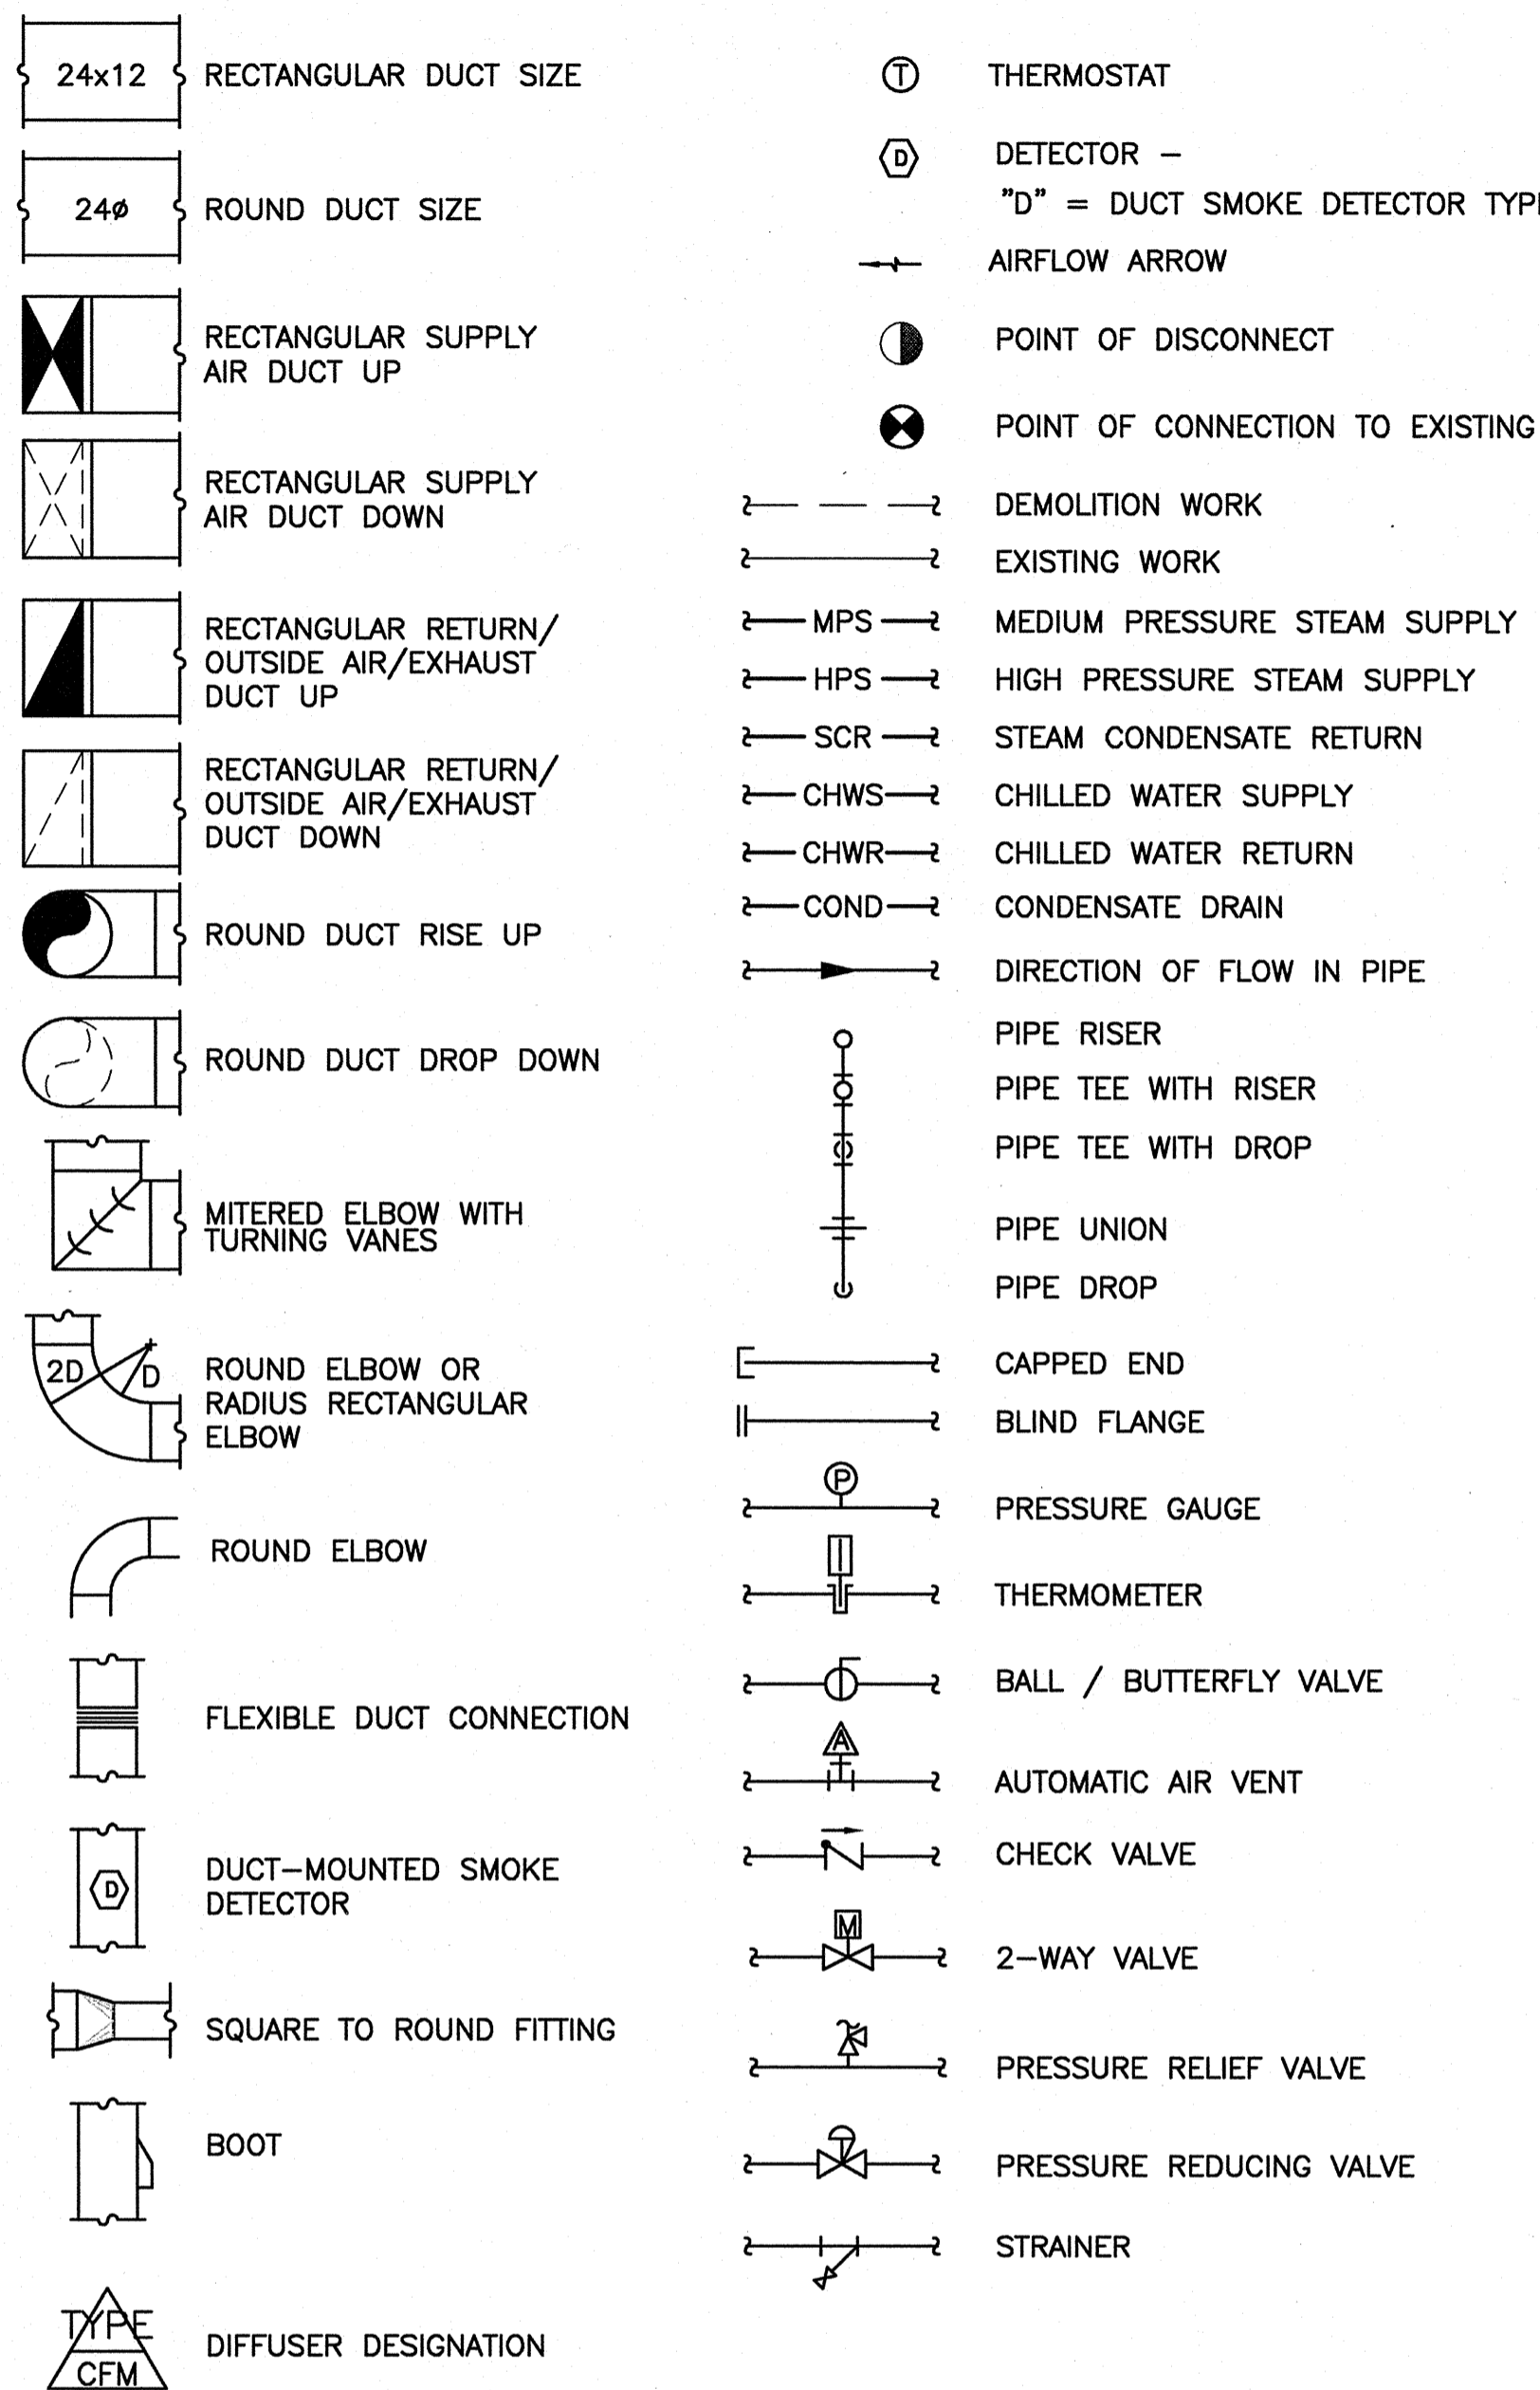 24x12 RECTANGULAR DUCT SIZE
24ø ROUND DUCT SIZE
RECTANGULAR SUPPLY
AIR DUCT UP
RECTANGULAR SUPPLY
AIR DUCT DOWN
RECTANGULAR RETURN/
OUTSIDE AIR/EXHAUST
DUCT UP
RECTANGULAR RETURN/
OUTSIDE AIR/EXHAUST
DUCT DOWN
ROUND DUCT RISE UP
ROUND DUCT DROP DOWN
MITERED ELBOW WITH
TURNING VANES
2D D ROUND ELBOW OR
RADIUS RECTANGULAR
ELBOW
ROUND ELBOW
FLEXIBLE DUCT CONNECTION
D DUCT-MOUNTED SMOKE
DETECTOR
SQUARE TO ROUND FITTING
BOOT
TYPE
CFM
DIFFUSER DESIGNATION
T THERMOSTAT
D DETECTOR -
"D" = DUCT SMOKE DETECTOR TYP
AIRFLOW ARROW
POINT OF DISCONNECT
POINT OF CONNECTION TO EXISTING
DEMOLITION WORK
EXISTING WORK
MPS MEDIUM PRESSURE STEAM SUPPLY
HPS HIGH PRESSURE STEAM SUPPLY
SCR STEAM CONDENSATE RETURN
CHWS CHILLED WATER SUPPLY
CHWR CHILLED WATER RETURN
COND CONDENSATE DRAIN
DIRECTION OF FLOW IN PIPE
PIPE RISER
PIPE TEE WITH RISER
PIPE TEE WITH DROP
PIPE UNION
PIPE DROP
CAPPED END
BLIND FLANGE
P PRESSURE GAUGE
THERMOMETER
BALL / BUTTERFLY VALVE
A AUTOMATIC AIR VENT
CHECK VALVE
M 2-WAY VALVE
PRESSURE RELIEF VALVE
PRESSURE REDUCING VALVE
STRAINER